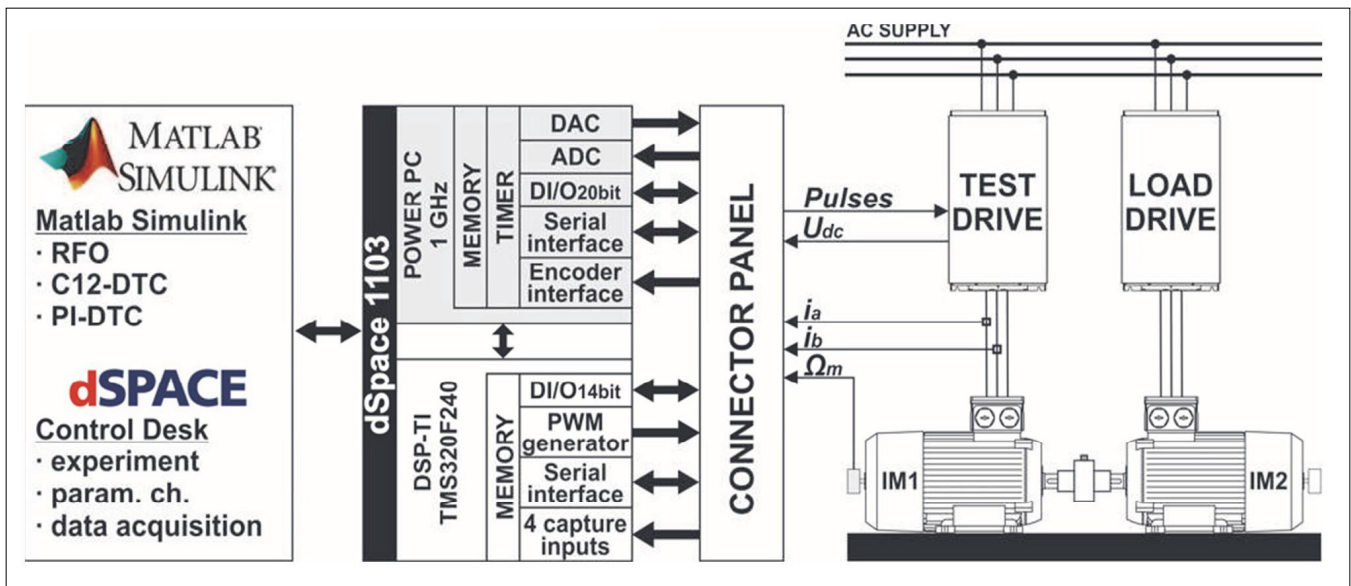 AC SUPPLY
MATLAB
SIMULINK®
Matlab Simulink
· RFO
· C12-DTC
· PI-DTC
dSPACE
Control Desk
· experiment
· param. ch.
· data acquisition
dSpace 1103
POWER PC
1 GHz
MEMORY
TIMER
DAC
ADC
DI/O20bit
Serial
interface
Encoder
interface
DSP-TI
TMS320F240
MEMORY
DI/O14bit
PWM
generator
Serial
interface
4 capture
inputs
CONNECTOR PANEL
Pulses
Udc
ia
ib
Ωm
TEST
DRIVE
LOAD
DRIVE
IM1
IM2